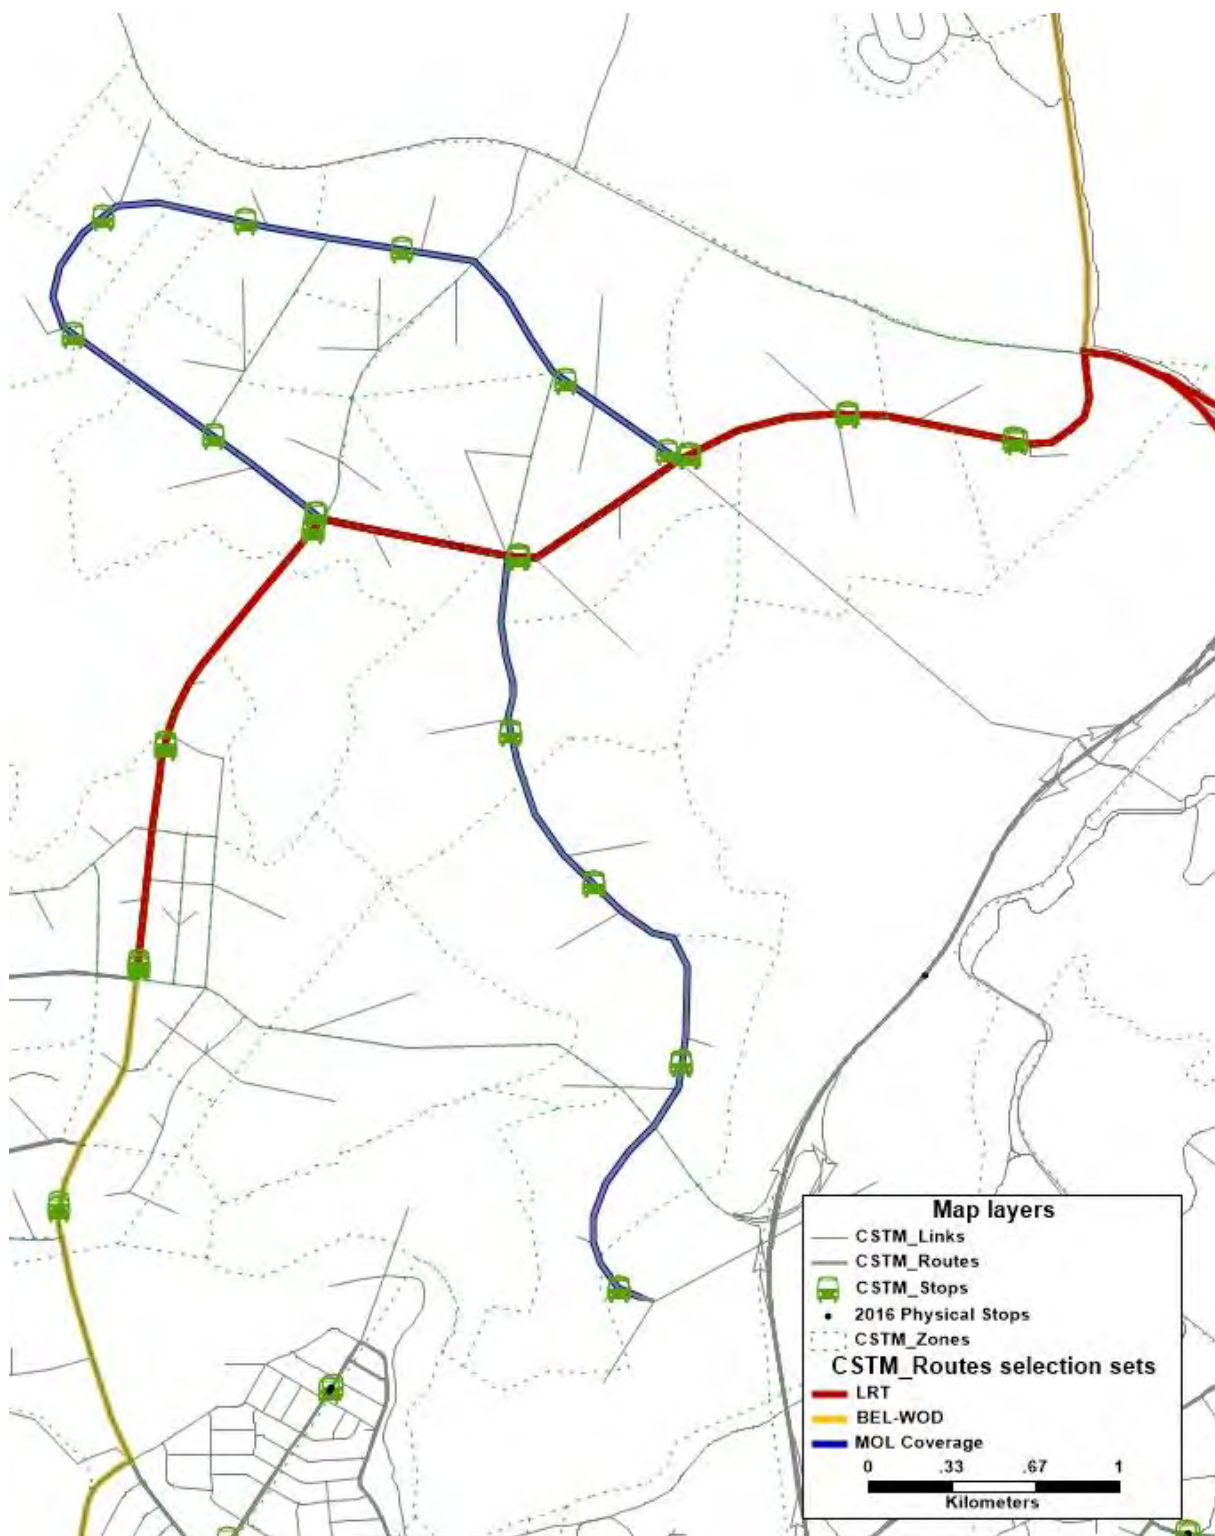 Map layers
CSTM_Links
CSTM_Routes
CSTM_Stops
2016 Physical Stops
CSTM_Zones
CSTM_Routes selection sets
LRT
BEL-WOD
MOL Coverage
0 .33 .67 1
Kilometers